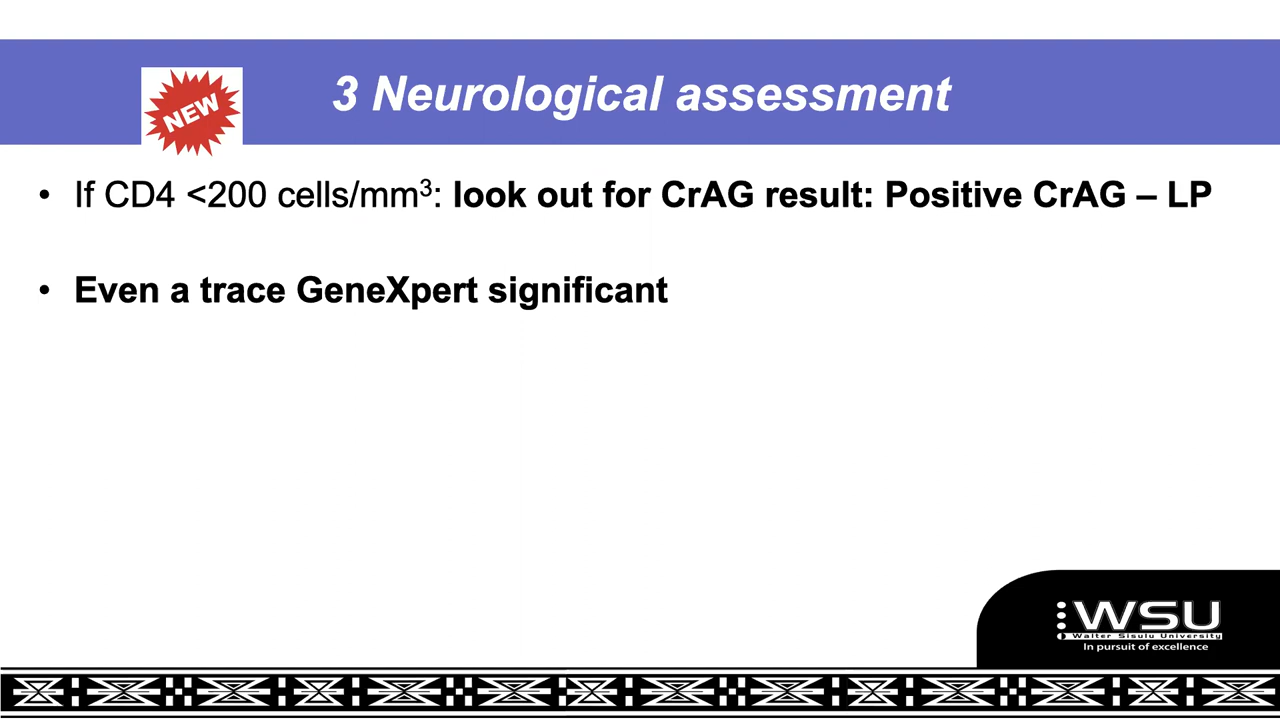 NEW
3 Neurological assessment
• If CD4 <200 cells/mm³: look out for CrAG result: Positive CrAG – LP
• Even a trace GeneXpert significant
WSU
Walter Sisulu University
In pursuit of excellence